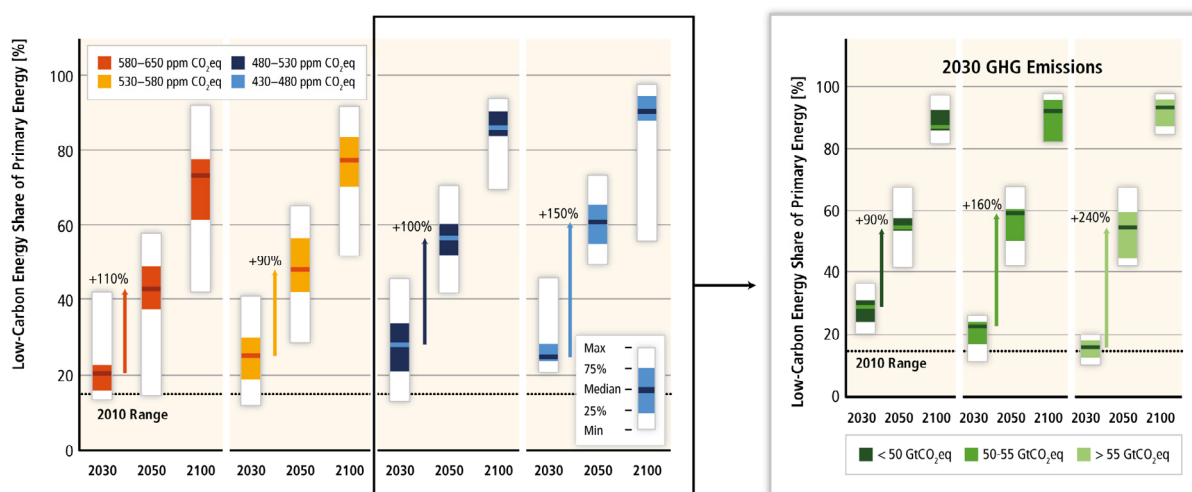 Low-Carbon Energy Share of Primary Energy [%]
100
80
60
40
20
0
580–650 ppm CO₂eq
530–580 ppm CO₂eq
480–530 ppm CO₂eq
430–480 ppm CO₂eq
+110%
+90%
+100%
+150%
2010 Range
Max
75%
Median
25%
Min
2030 2050 2100 2030 2050 2100 2030 2050 2100 2030 2050 2100
Low-Carbon Energy Share of Primary Energy [%]
2030 GHG Emissions
100
80
60
40
20
0
+90%
+160%
+240%
2010 Range
2030 2050 2100 2030 2050 2100 2030 2050 2100
< 50 GtCO₂eq
50-55 GtCO₂eq
> 55 GtCO₂eq